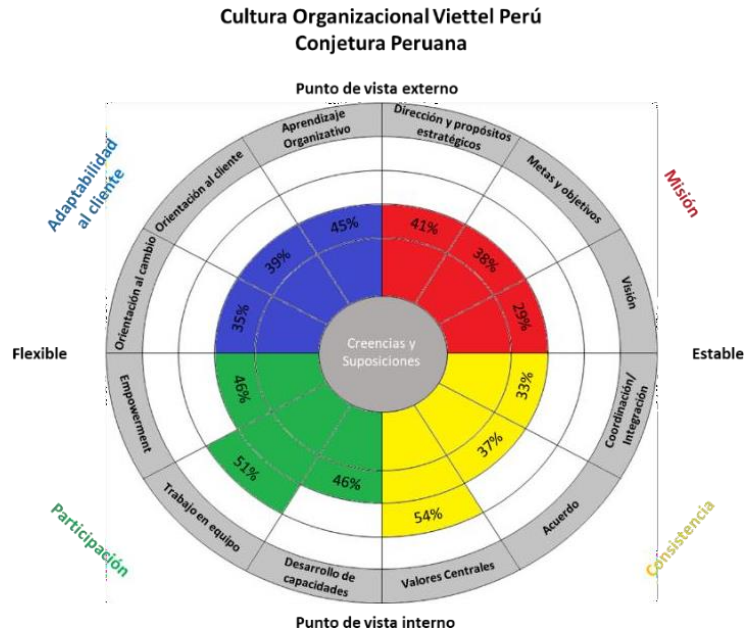 Cultura Organizacional Viettel Perú
Conjetura Peruana
Punto de vista externo
Adaptabilidad
al cliente
Misión
Aprendizaje
Organizativo
Dirección y propósitos
estratégicos
Orientación al cliente
Metas y objetivos
Orientación al cambio
Visión
45%
41%
39%
38%
35%
29%
Creencias y
Suposiciones
Flexible
Estable
46%
33%
51%
37%
46%
54%
Empowerment
Coordinación/
Integración
Trabajo en equipo
Acuerdo
Desarrollo de
capacidades
Valores Centrales
Participación
Consistencia
Punto de vista interno